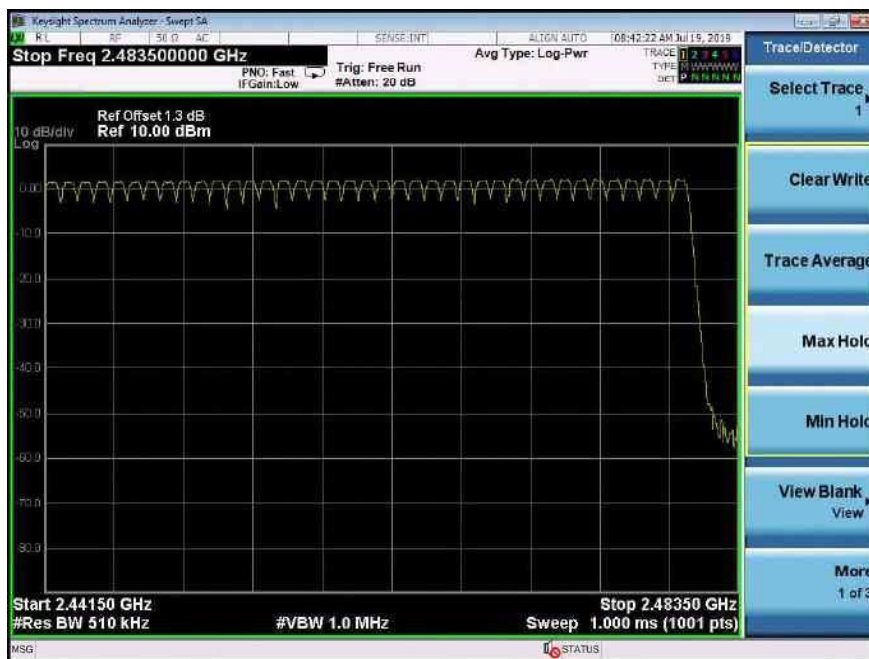 Keysight Spectrum Analyzer - Swept SA
RL RF 50 Ω AC SENSE:INT ALIGN AUTO 08:42:22 AM Jul 19, 2019
Stop Freq 2.483500000 GHz
Avg Type: Log-Pwr
TRACE 1 2 3 4 5 6
PNO: Fast
Trig: Free Run
TYPE M WWWWW
IFGain:Low
#Atten: 20 dB
DET P N N N N N
Ref Offset 1.3 dB
10 dB/div Ref 10.00 dBm
Log
0.00
-10.0
-20.0
-30.0
-40.0
-50.0
-60.0
-70.0
-80.0
Start 2.44150 GHz Stop 2.48350 GHz
#Res BW 510 kHz #VBW 1.0 MHz Sweep 1.000 ms (1001 pts)
MSG STATUS
Trace/Detector
Select Trace
1
Clear Write
Trace Average
Max Hold
Min Hold
View Blank
View
More
1 of 3